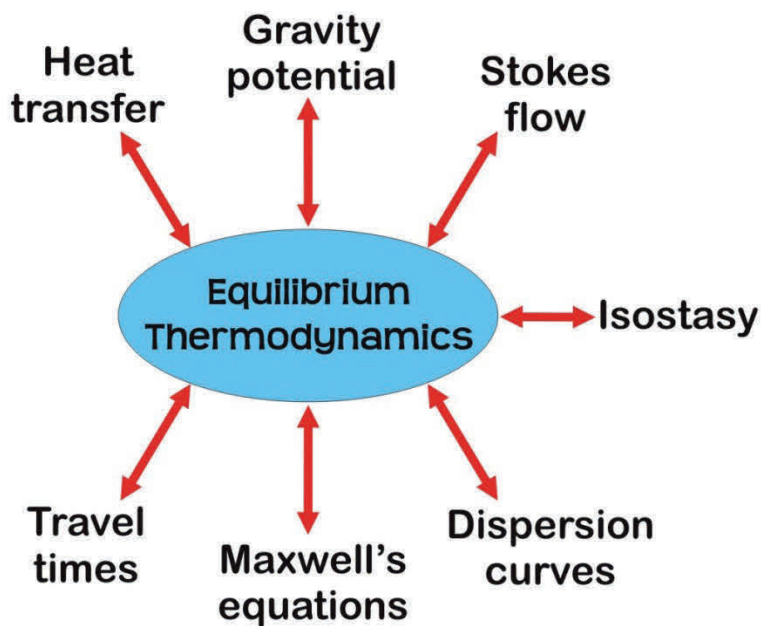 Gravity
potential
Heat
transfer
Stokes
flow
Equilibrium
Thermodynamics
Isostasy
Travel
times
Maxwell's
equations
Dispersion
curves